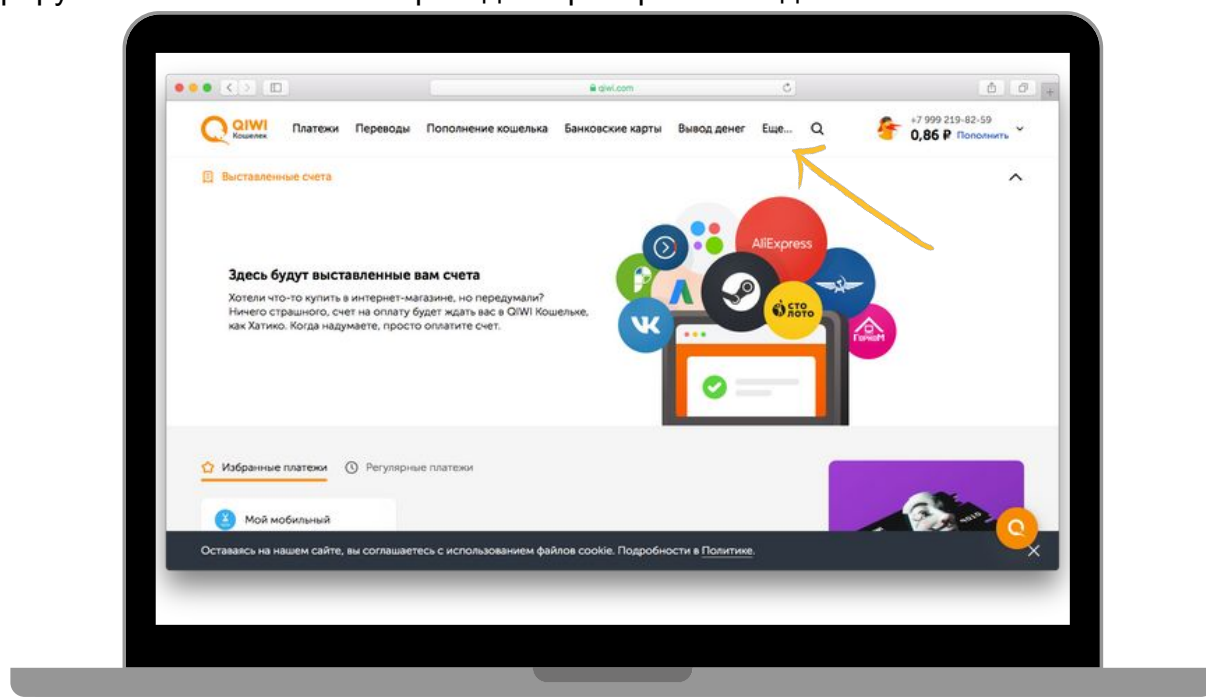 qiwi.com
QIWI Кошелек
Платежи Переводы Пополнение кошелька Банковские карты Вывод денег Еще...
+7 999 219-82-59
0,86 ₽ Пополнить
Выставленные счета
Здесь будут выставленные вам счета
Хотели что-то купить в интернет-магазине, но передумали?
Ничего страшного, счет на оплату будет ждать вас в QIWI Кошельке,
как Хатико. Когда надумаете, просто оплатите счет.
AliExpress
СТО
ЛОТО
ГОРКОМ
Избранные платежи Регулярные платежи
Мой мобильный
Оставаясь на нашем сайте, вы соглашаетесь с использованием файлов cookie. Подробности в Политике.